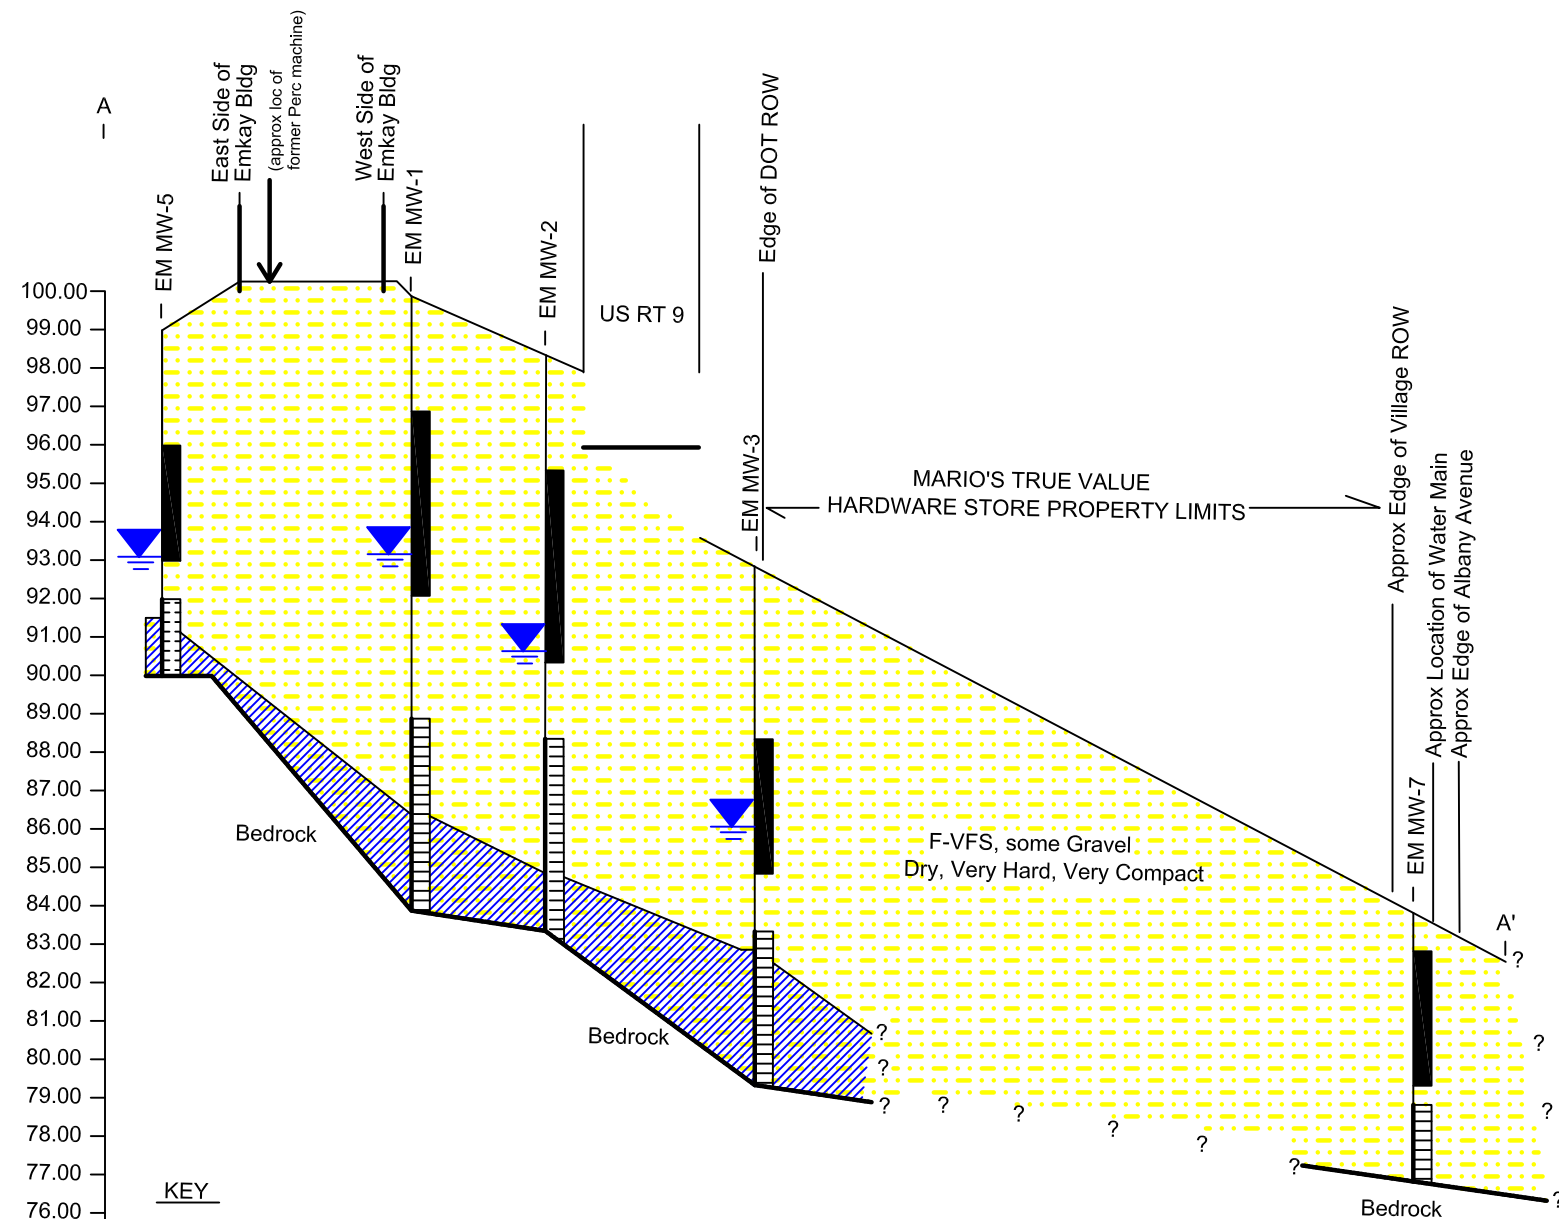 A
East Side of
Emkay Bldg
(approx loc of
former Perc machine)
West Side of
Emkay Bldg
EM MW-5
EM MW-1
EM MW-2
US RT 9
Edge of DOT ROW
EM MW-3
MARIO'S TRUE VALUE
HARDWARE STORE PROPERTY LIMITS
Approx Edge of Village ROW
Approx Location of Water Main
Approx Edge of Albany Avenue
EM MW-7
A'
100.00
99.00
98.00
97.00
96.00
95.00
94.00
93.00
92.00
91.00
90.00
89.00
88.00
87.00
86.00
85.00
84.00
83.00
82.00
81.00
80.00
79.00
78.00
77.00
76.00
F-VFS, some Gravel
Dry, Very Hard, Very Compact
Bedrock
Bedrock
?
?
?
?
?
?
?
?
?
?
?
?
?
Bedrock
KEY